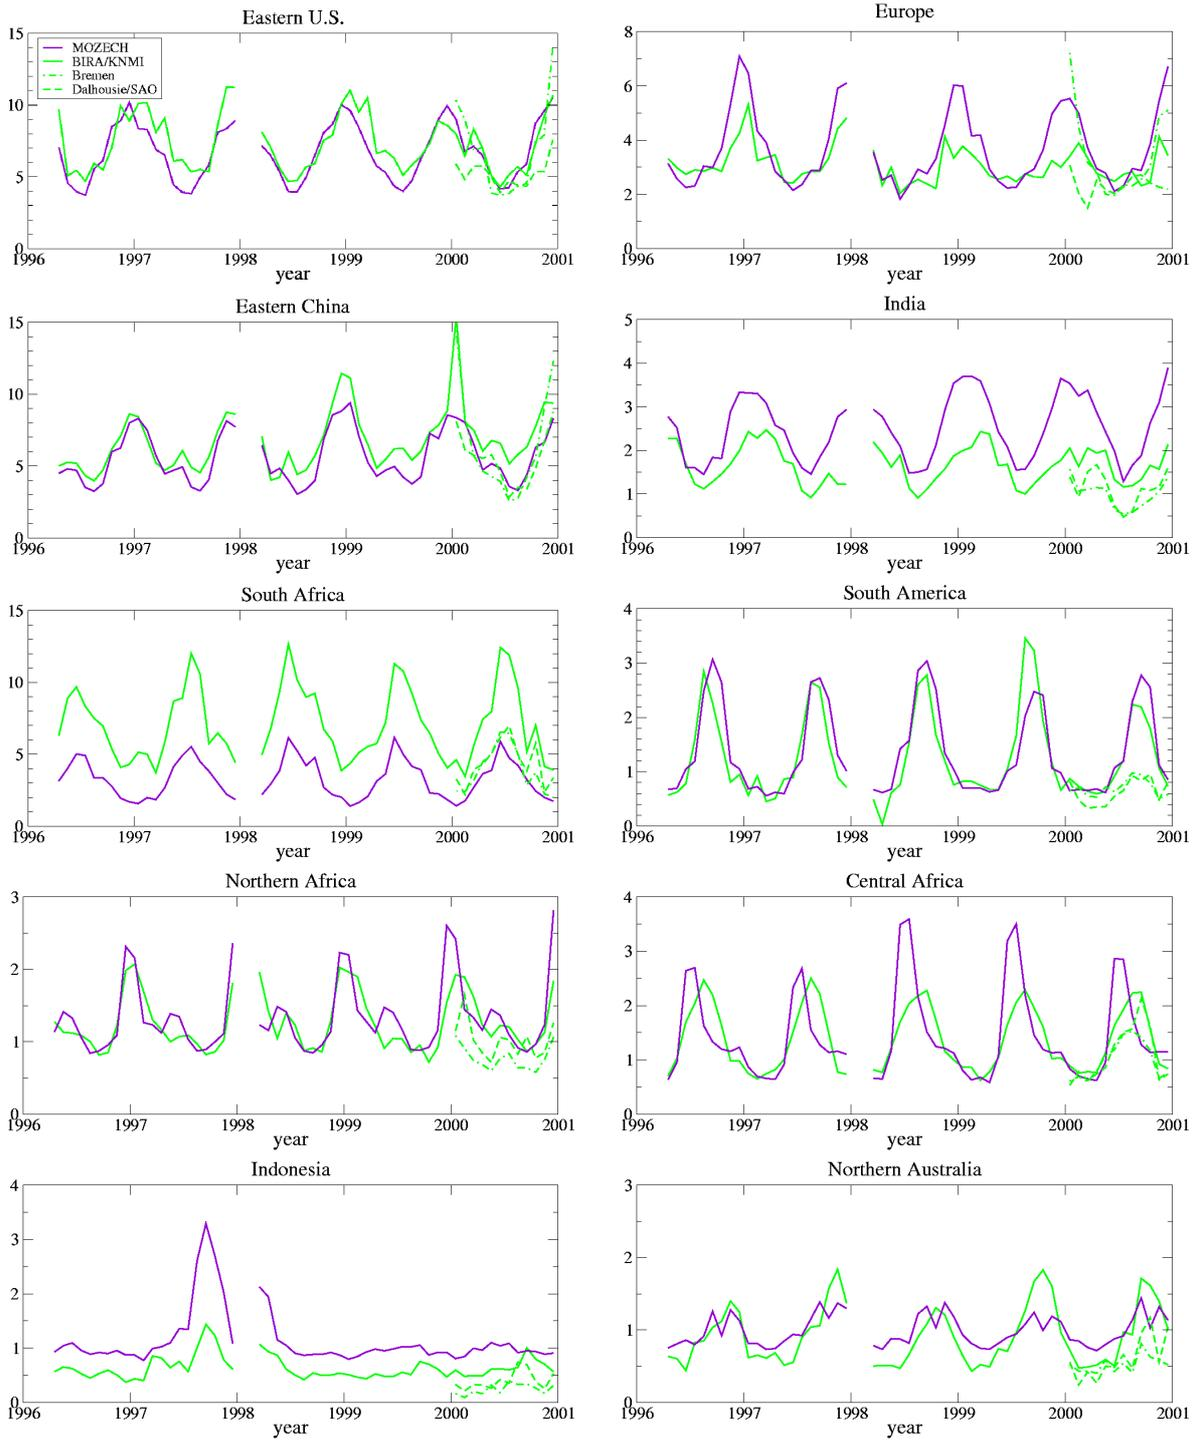 Eastern U.S.
15
10
5
0
MOZECH
BIRA/KNMI
Bremen
Dalhousie/SAO
1996 1997 1998 1999 2000 2001
year
Europe
8
6
4
2
0
1996 1997 1998 1999 2000 2001
year
Eastern China
15
10
5
0
1996 1997 1998 1999 2000 2001
year
India
5
4
3
2
1
0
1996 1997 1998 1999 2000 2001
year
South Africa
15
10
5
0
1996 1997 1998 1999 2000 2001
year
South America
4
3
2
1
0
1996 1997 1998 1999 2000 2001
year
Northern Africa
3
2
1
0
1996 1997 1998 1999 2000 2001
year
Central Africa
4
3
2
1
0
1996 1997 1998 1999 2000 2001
year
Indonesia
4
3
2
1
0
1996 1997 1998 1999 2000 2001
year
Northern Australia
3
2
1
0
1996 1997 1998 1999 2000 2001
year